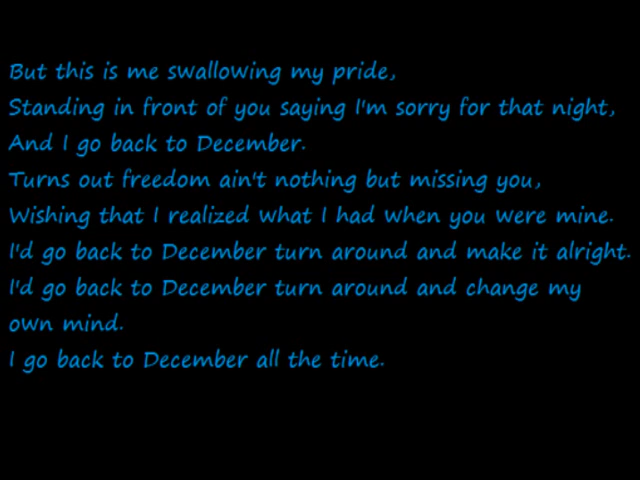 But this is me swallowing my pride,
Standing in front of you saying I'm sorry for that night,
And I go back to December.
Turns out freedom ain't nothing but missing you,
Wishing that I realized what I had when you were mine.
I'd go back to December turn around and make it alright.
I'd go back to December turn around and change my
own mind.
I go back to December all the time.